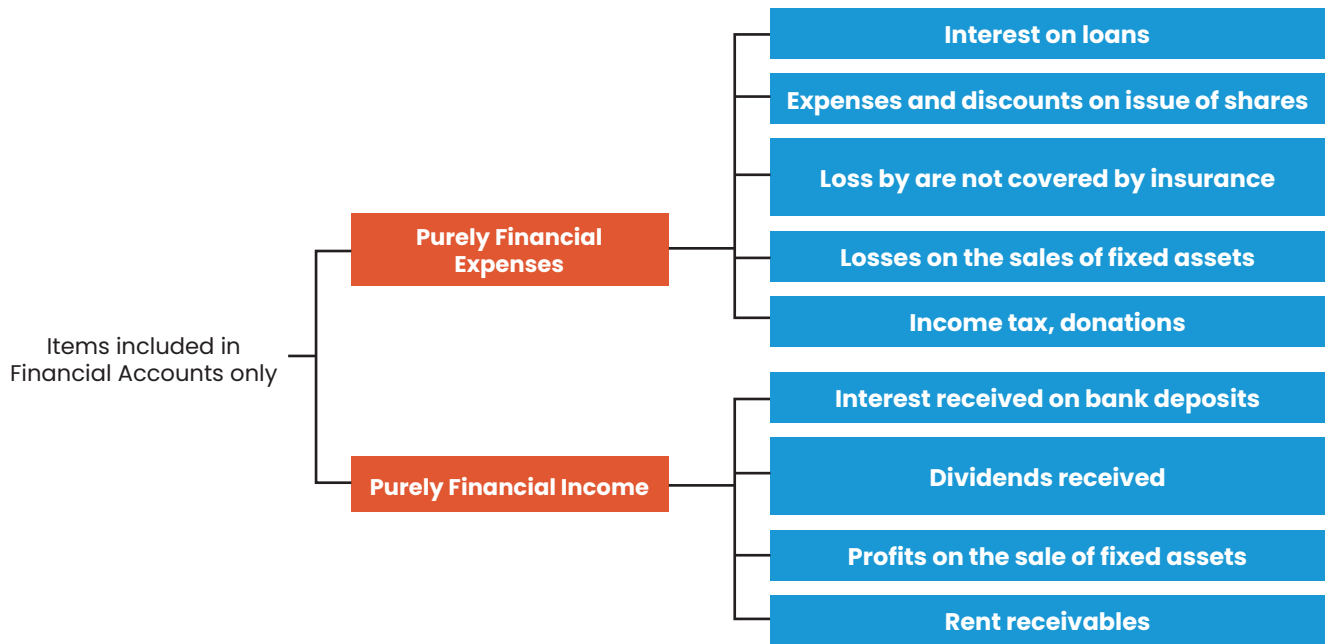 Items included in
Financial Accounts only
Purely Financial
Expenses
Interest on loans
Expenses and discounts on issue of shares
Loss by are not covered by insurance
Losses on the sales of fixed assets
Income tax, donations
Purely Financial Income
Interest received on bank deposits
Dividends received
Profits on the sale of fixed assets
Rent receivables